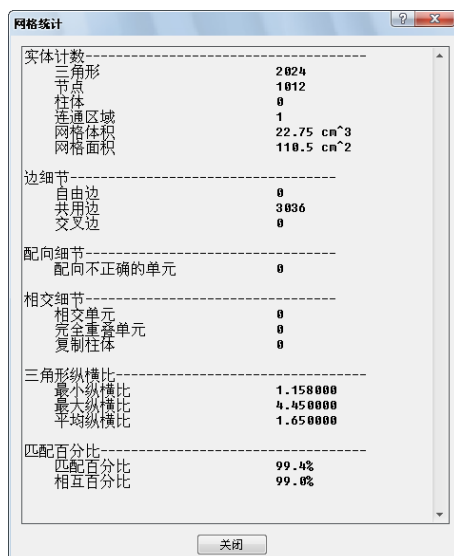 网格统计
实体计数-----------------------------------
三角形 2024
节点 1012
柱体 0
连通区域 1
网格体积 22.75 cm^3
网格面积 110.5 cm^2
边细节---------------------------------
自由边 0
共用边 3036
交叉边 0
配向细节-------------------------------
配向不正确的单元 0
相交细节-------------------------------
相交单元 0
完全重叠单元 0
复制柱体 0
三角形纵横比-------------------------------
最小纵横比 1.158000
最大纵横比 4.450000
平均纵横比 1.650000
匹配百分比---------------------------------
匹配百分比 99.4%
相互百分比 99.0%
关闭